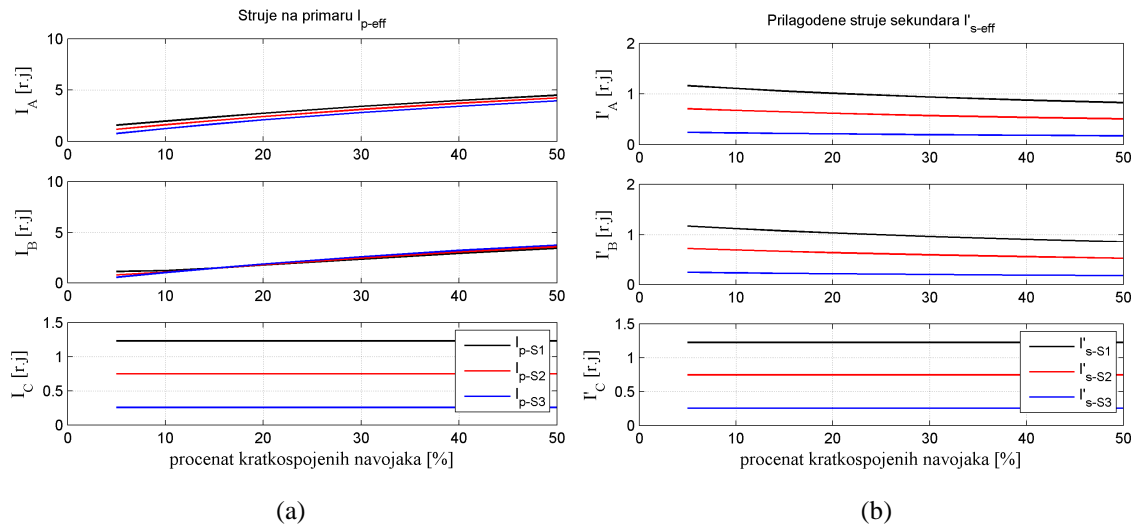 Struje na primaru I_p-eff
I_A [r.j]
10
5
0
0 10 20 30 40 50
I_B [r.j]
10
5
0
0 10 20 30 40 50
I_C [r.j]
1.5
1
0.5
0
0 10 20 30 40 50
I_p-S1
I_p-S2
I_p-S3
procenat kratkospojenih navojaka [%]
(a)
Prilagodene struje sekundara I'_s-eff
I'_A [r.j]
2
1
0
0 10 20 30 40 50
I'_B [r.j]
2
1
0
0 10 20 30 40 50
I'_C [r.j]
1.5
1
0.5
0
0 10 20 30 40 50
I'_s-S1
I'_s-S2
I'_s-S3
procenat kratkospojenih navojaka [%]
(b)